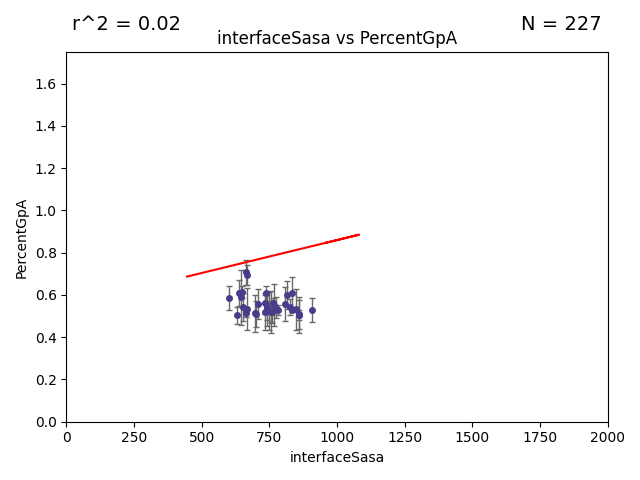 r^2 = 0.02
N = 227
interfaceSasa vs PercentGpA
PercentGpA
1.6
1.4
1.2
1.0
0.8
0.6
0.4
0.2
0.0
0 250 500 750 1000 1250 1500 1750 2000
interfaceSasa